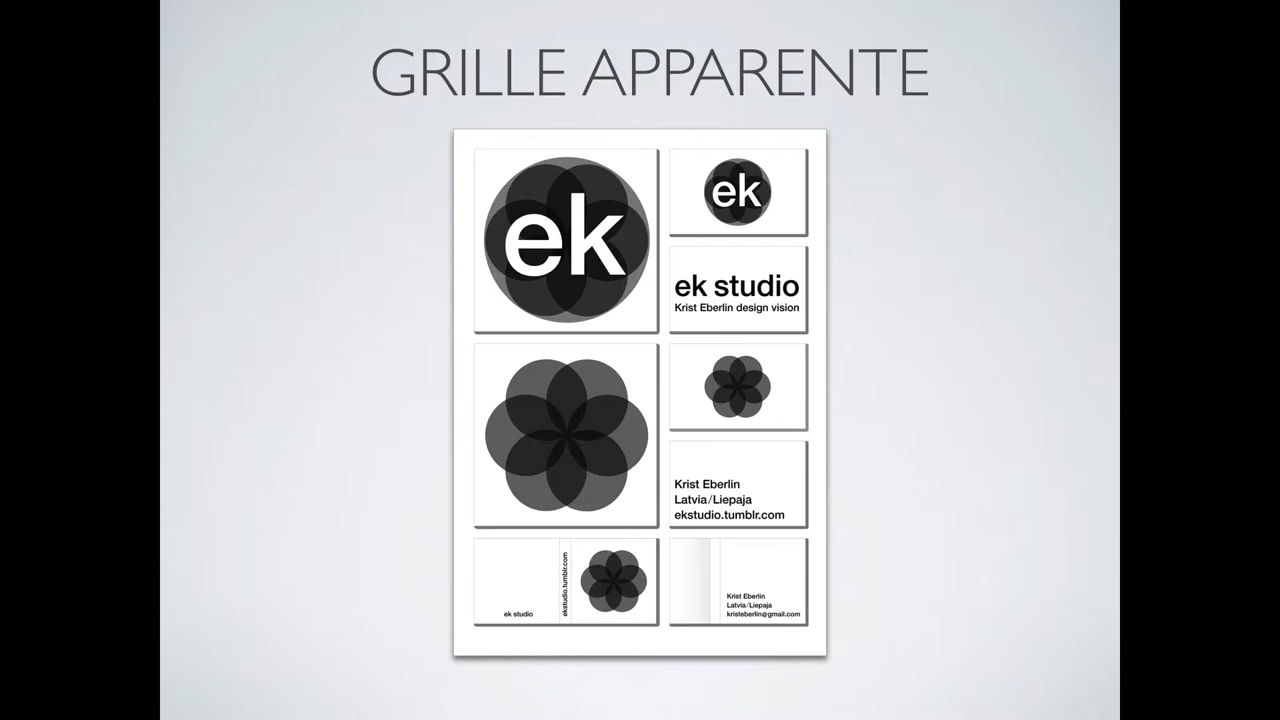 GRILLE APPARENTE
ek
ek
ek studio
Krist Eberlin design vision
Krist Eberlin
Latvia/Liepaja
ekstudio.tumblr.com
ek studio
ekstudio.tumblr.com
Krist Eberlin
Latvia/Liepaja
kristeberlin@gmail.com